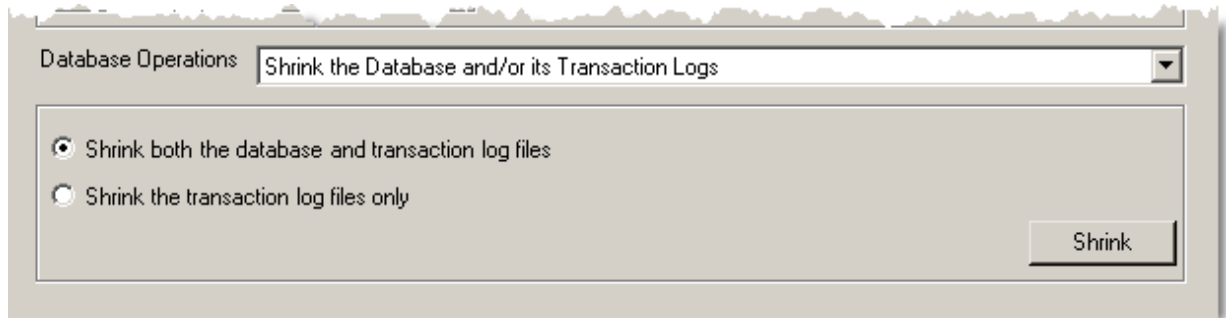 Database Operations Shrink the Database and/or its Transaction Logs
Shrink both the database and transaction log files
Shrink the transaction log files only
Shrink